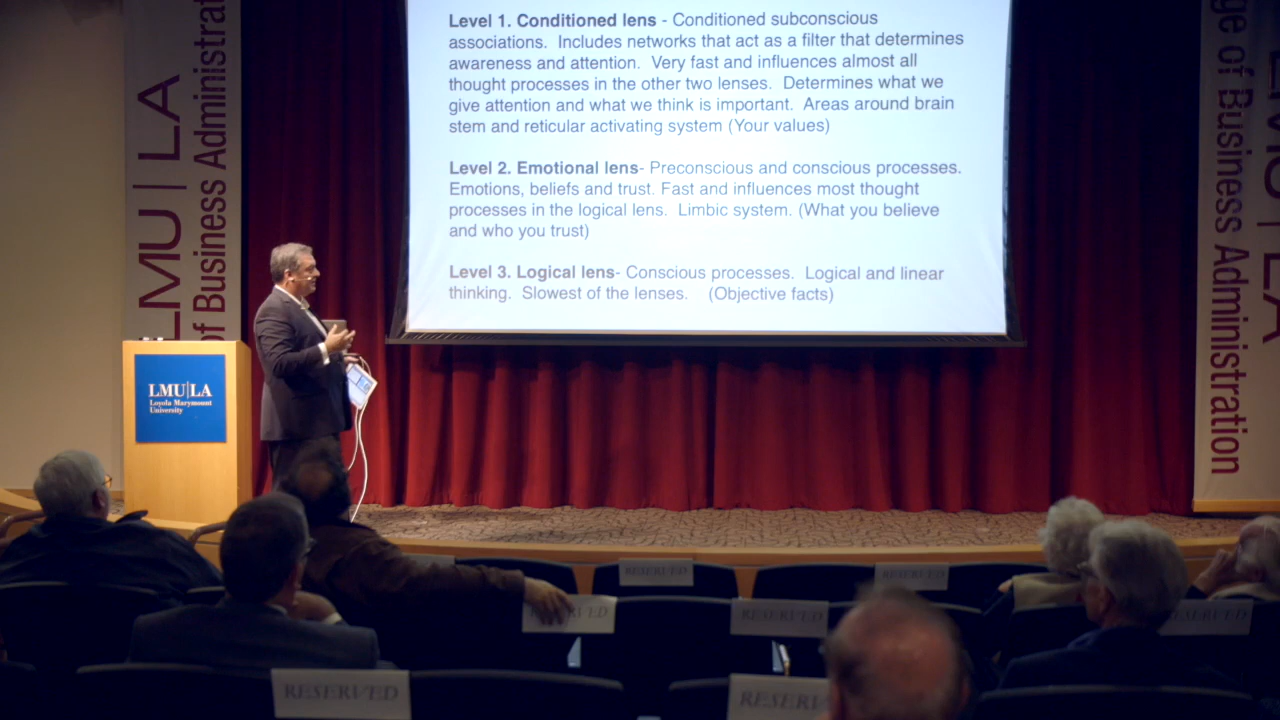 Level 1. Conditioned lens - Conditioned subconscious
associations.  Includes networks that act as a filter that determines
awareness and attention.  Very fast and influences almost all
thought processes in the other two lenses.  Determines what we
give attention and what we think is important.  Areas around brain
stem and reticular activating system (Your values)
Level 2. Emotional lens- Preconscious and conscious processes.
Emotions, beliefs and trust. Fast and influences most thought
processes in the logical lens.  Limbic system. (What you believe
and who you trust)
Level 3. Logical lens- Conscious processes.  Logical and linear
thinking.  Slowest of the lenses.    (Objective facts)
LMU | LA
of Business Administrat
LMU | LA
ge of Business Administration
LMU|LA
Loyola Marymount
University
RESERVED
RESERVED
RESERVED
RESERVED
RESERVED
RESERVED